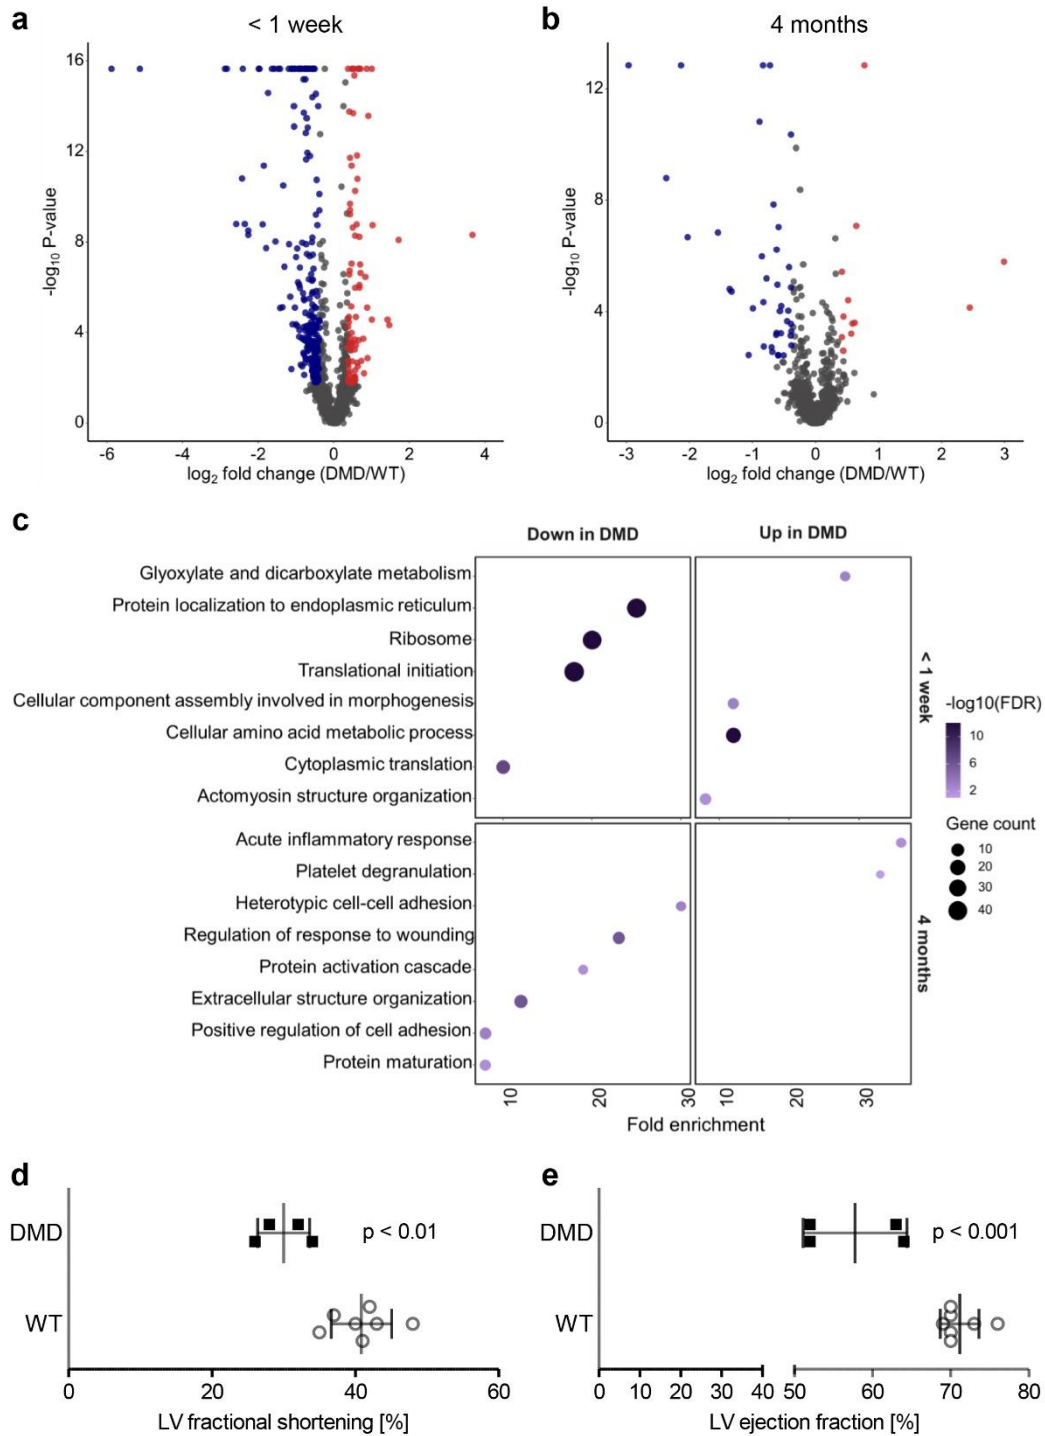 a
< 1 week
b
4 months
16
12
8
4
0
-log10 P-value
-6
-4
-2
0
2
4
log2 fold change (DMD/WT)
12
8
4
0
-log10 P-value
-3
-2
-1
0
1
2
3
log2 fold change (DMD/WT)
c
Down in DMD
Up in DMD
Glyoxylate and dicarboxylate metabolism
Protein localization to endoplasmic reticulum
Ribosome
Translational initiation
Cellular component assembly involved in morphogenesis
Cellular amino acid metabolic process
Cytoplasmic translation
Actomyosin structure organization
< 1 week
Acute inflammatory response
Platelet degranulation
Heterotypic cell-cell adhesion
Regulation of response to wounding
Protein activation cascade
Extracellular structure organization
Positive regulation of cell adhesion
Protein maturation
4 months
10
20
30
10
20
30
Fold enrichment
-log10(FDR)
10
6
2
Gene count
10
20
30
40
d
DMD
p < 0.01
WT
0
20
40
60
LV fractional shortening [%]
e
DMD
p < 0.001
WT
0
10
20
30
40
50
60
70
80
LV ejection fraction [%]